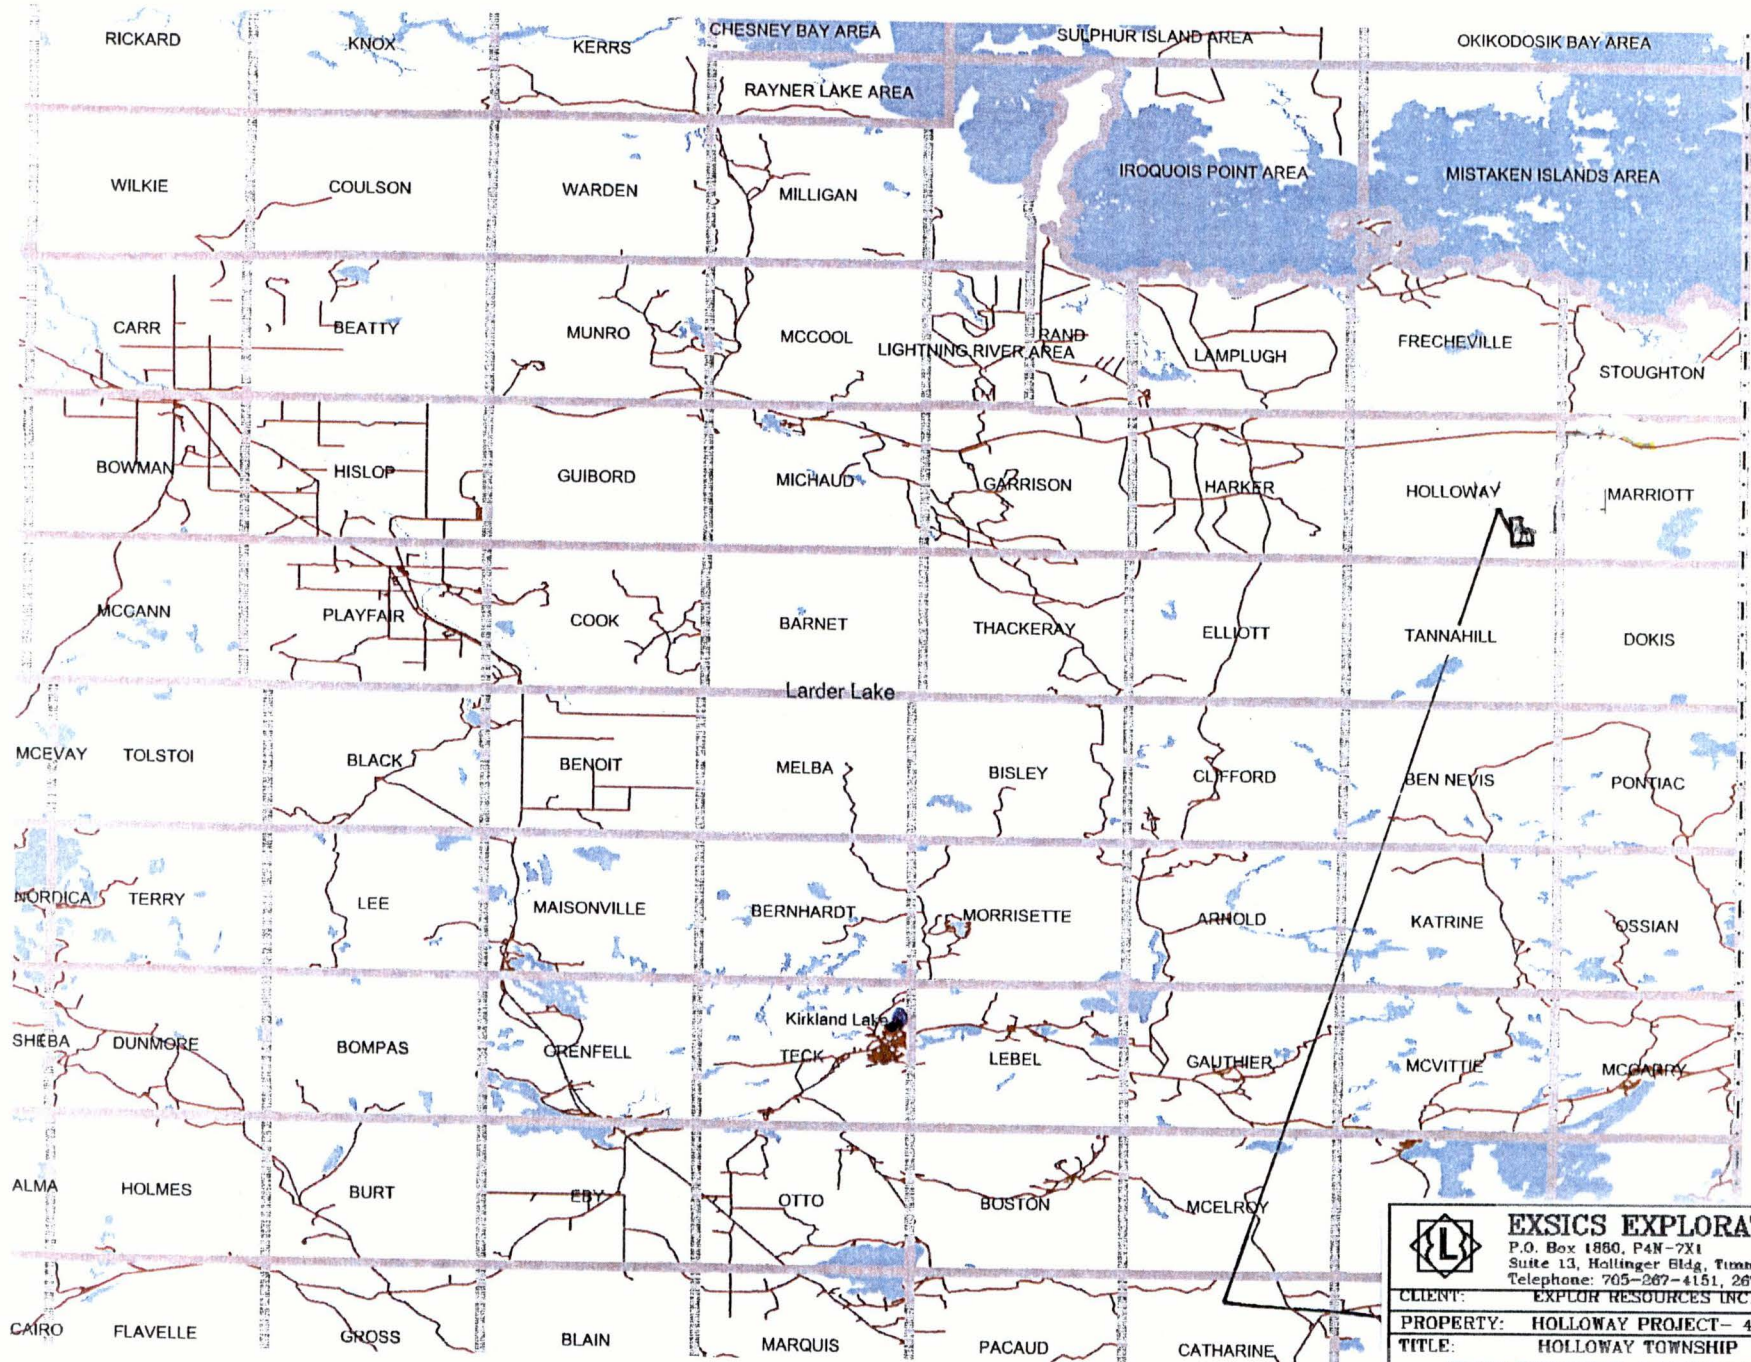 RICKARD
KNOX
KERRS
CHESNEY BAY AREA
SULPHUR ISLAND AREA
OKIKODOSIK BAY AREA
RAYNER LAKE AREA
WILKIE
COULSON
WARDEN
MILLIGAN
IROQUOIS POINT AREA
MISTAKEN ISLANDS AREA
CARR
BEATTY
MUNRO
MCCOOL
LIGHTNING RIVER AREA
RAND
LAMPLUGH
FRECHEVILLE
STOUGHTON
BOWMAN
HISLOP
GUIBORD
MICHAUD
GARRISON
HARKER
HOLLOWAY
MARRIOTT
MCCANN
PLAYFAIR
COOK
BARNET
THACKERAY
ELLIOTT
TANNAHILL
DOKIS
Larder Lake
MCEVAY
TOLSTOI
BLACK
BENOIT
MELBA
BISLEY
CLIFFORD
BEN NEVIS
PONTIAC
NORDICA
TERRY
LEE
MAISONVILLE
BERNHARDT
MORRISETTE
ARNOLD
KATRINE
OSSIAN
Kirkland Lake
SHEBA
DUNMORE
BOMPAS
GRENFELL
TECK
LEBEL
GAUTHIER
MCVITTIE
MCGARRY
ALMA
HOLMES
BURT
EBY
OTTO
BOSTON
MCELROY
CAIRO
FLAVELLE
GROSS
BLAIN
MARQUIS
PACAUD
CATHARINE
L
EXSICS EXPLORA
P.O. Box 1880, P4N-7X1
Suite 13, Hollinger Bldg, Timm
Telephone: 705-267-4151, 26
CLIENT: EXPLOR RESOURCES INC
PROPERTY: HOLLOWAY PROJECT- 4
TITLE: HOLLOWAY TOWNSHIP